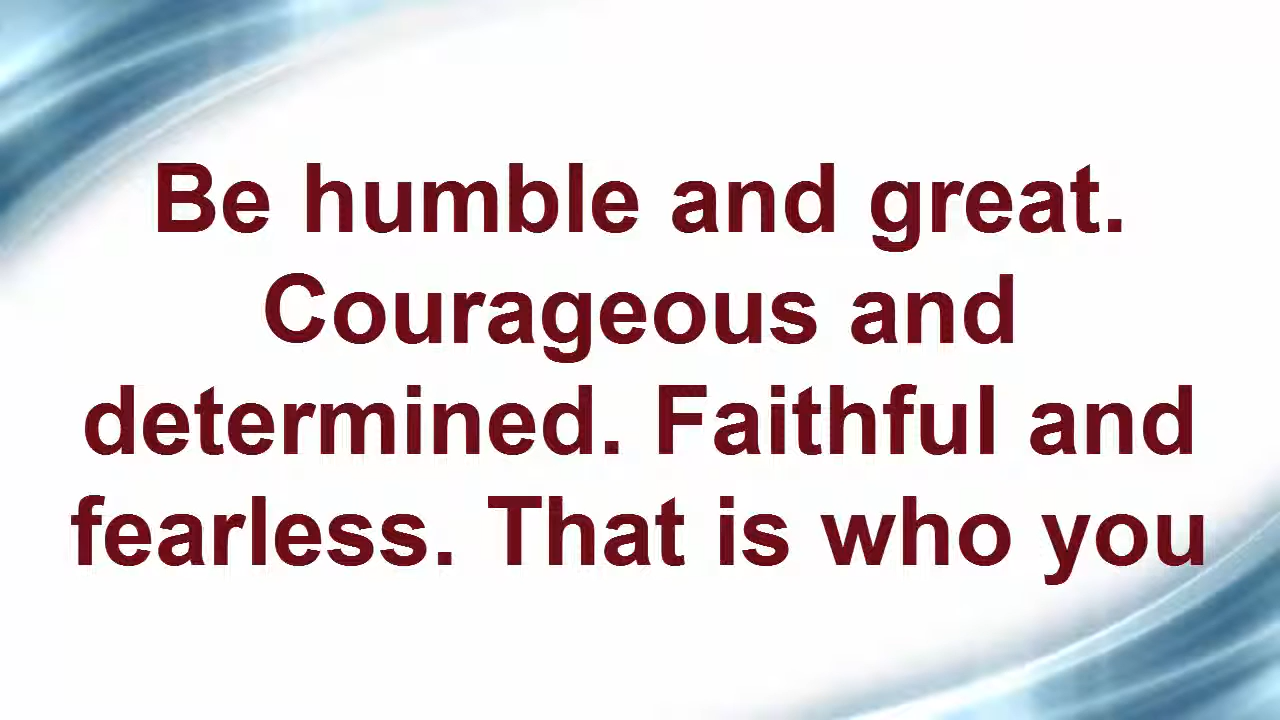 Be humble and great.
Courageous and
determined. Faithful and
fearless. That is who you